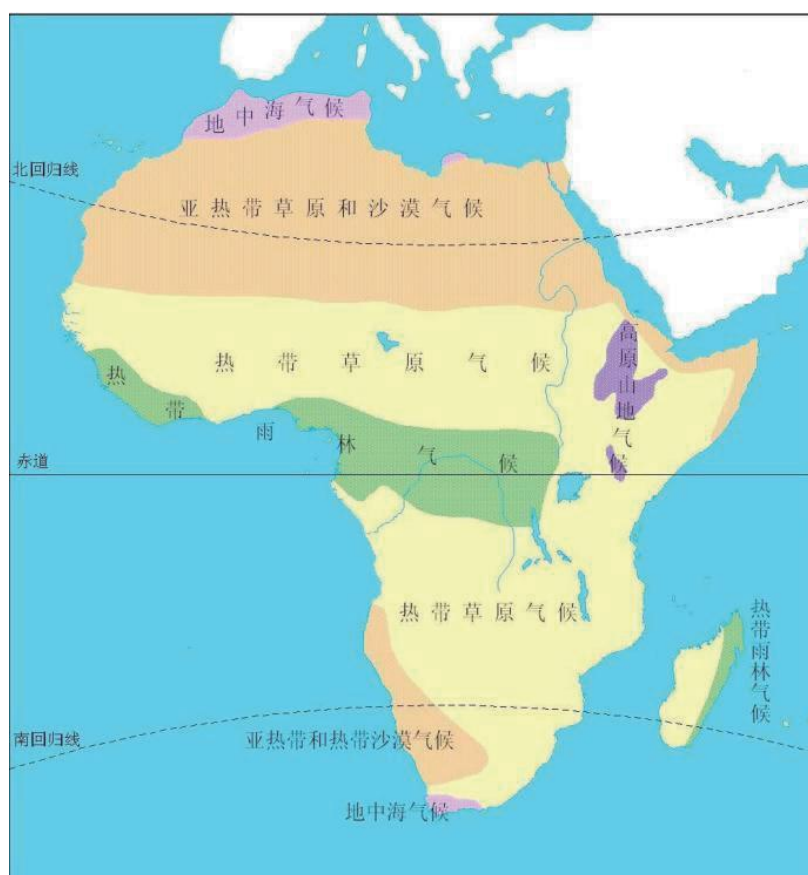 地中海气候
北回归线
亚热带草原和沙漠气候
热带草原气候
高原山地气候
热带雨林气候
赤道
热带草原气候
热带雨林气候
南回归线
亚热带和热带沙漠气候
地中海气候